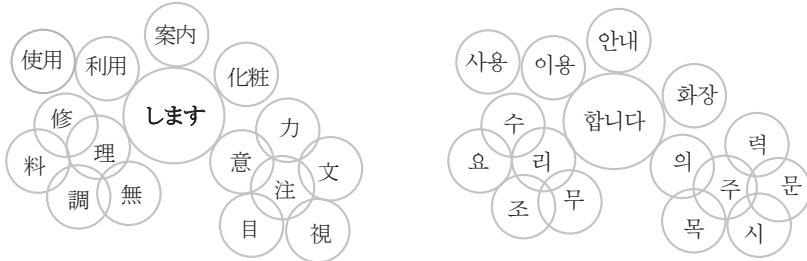 案内
使用
利用
化粧
します
修
力
料
理
意
文
調
無
注
目
視
안내
사용
이용
화장
합니다
수
력
요
리
의
주
문
조
무
목
시